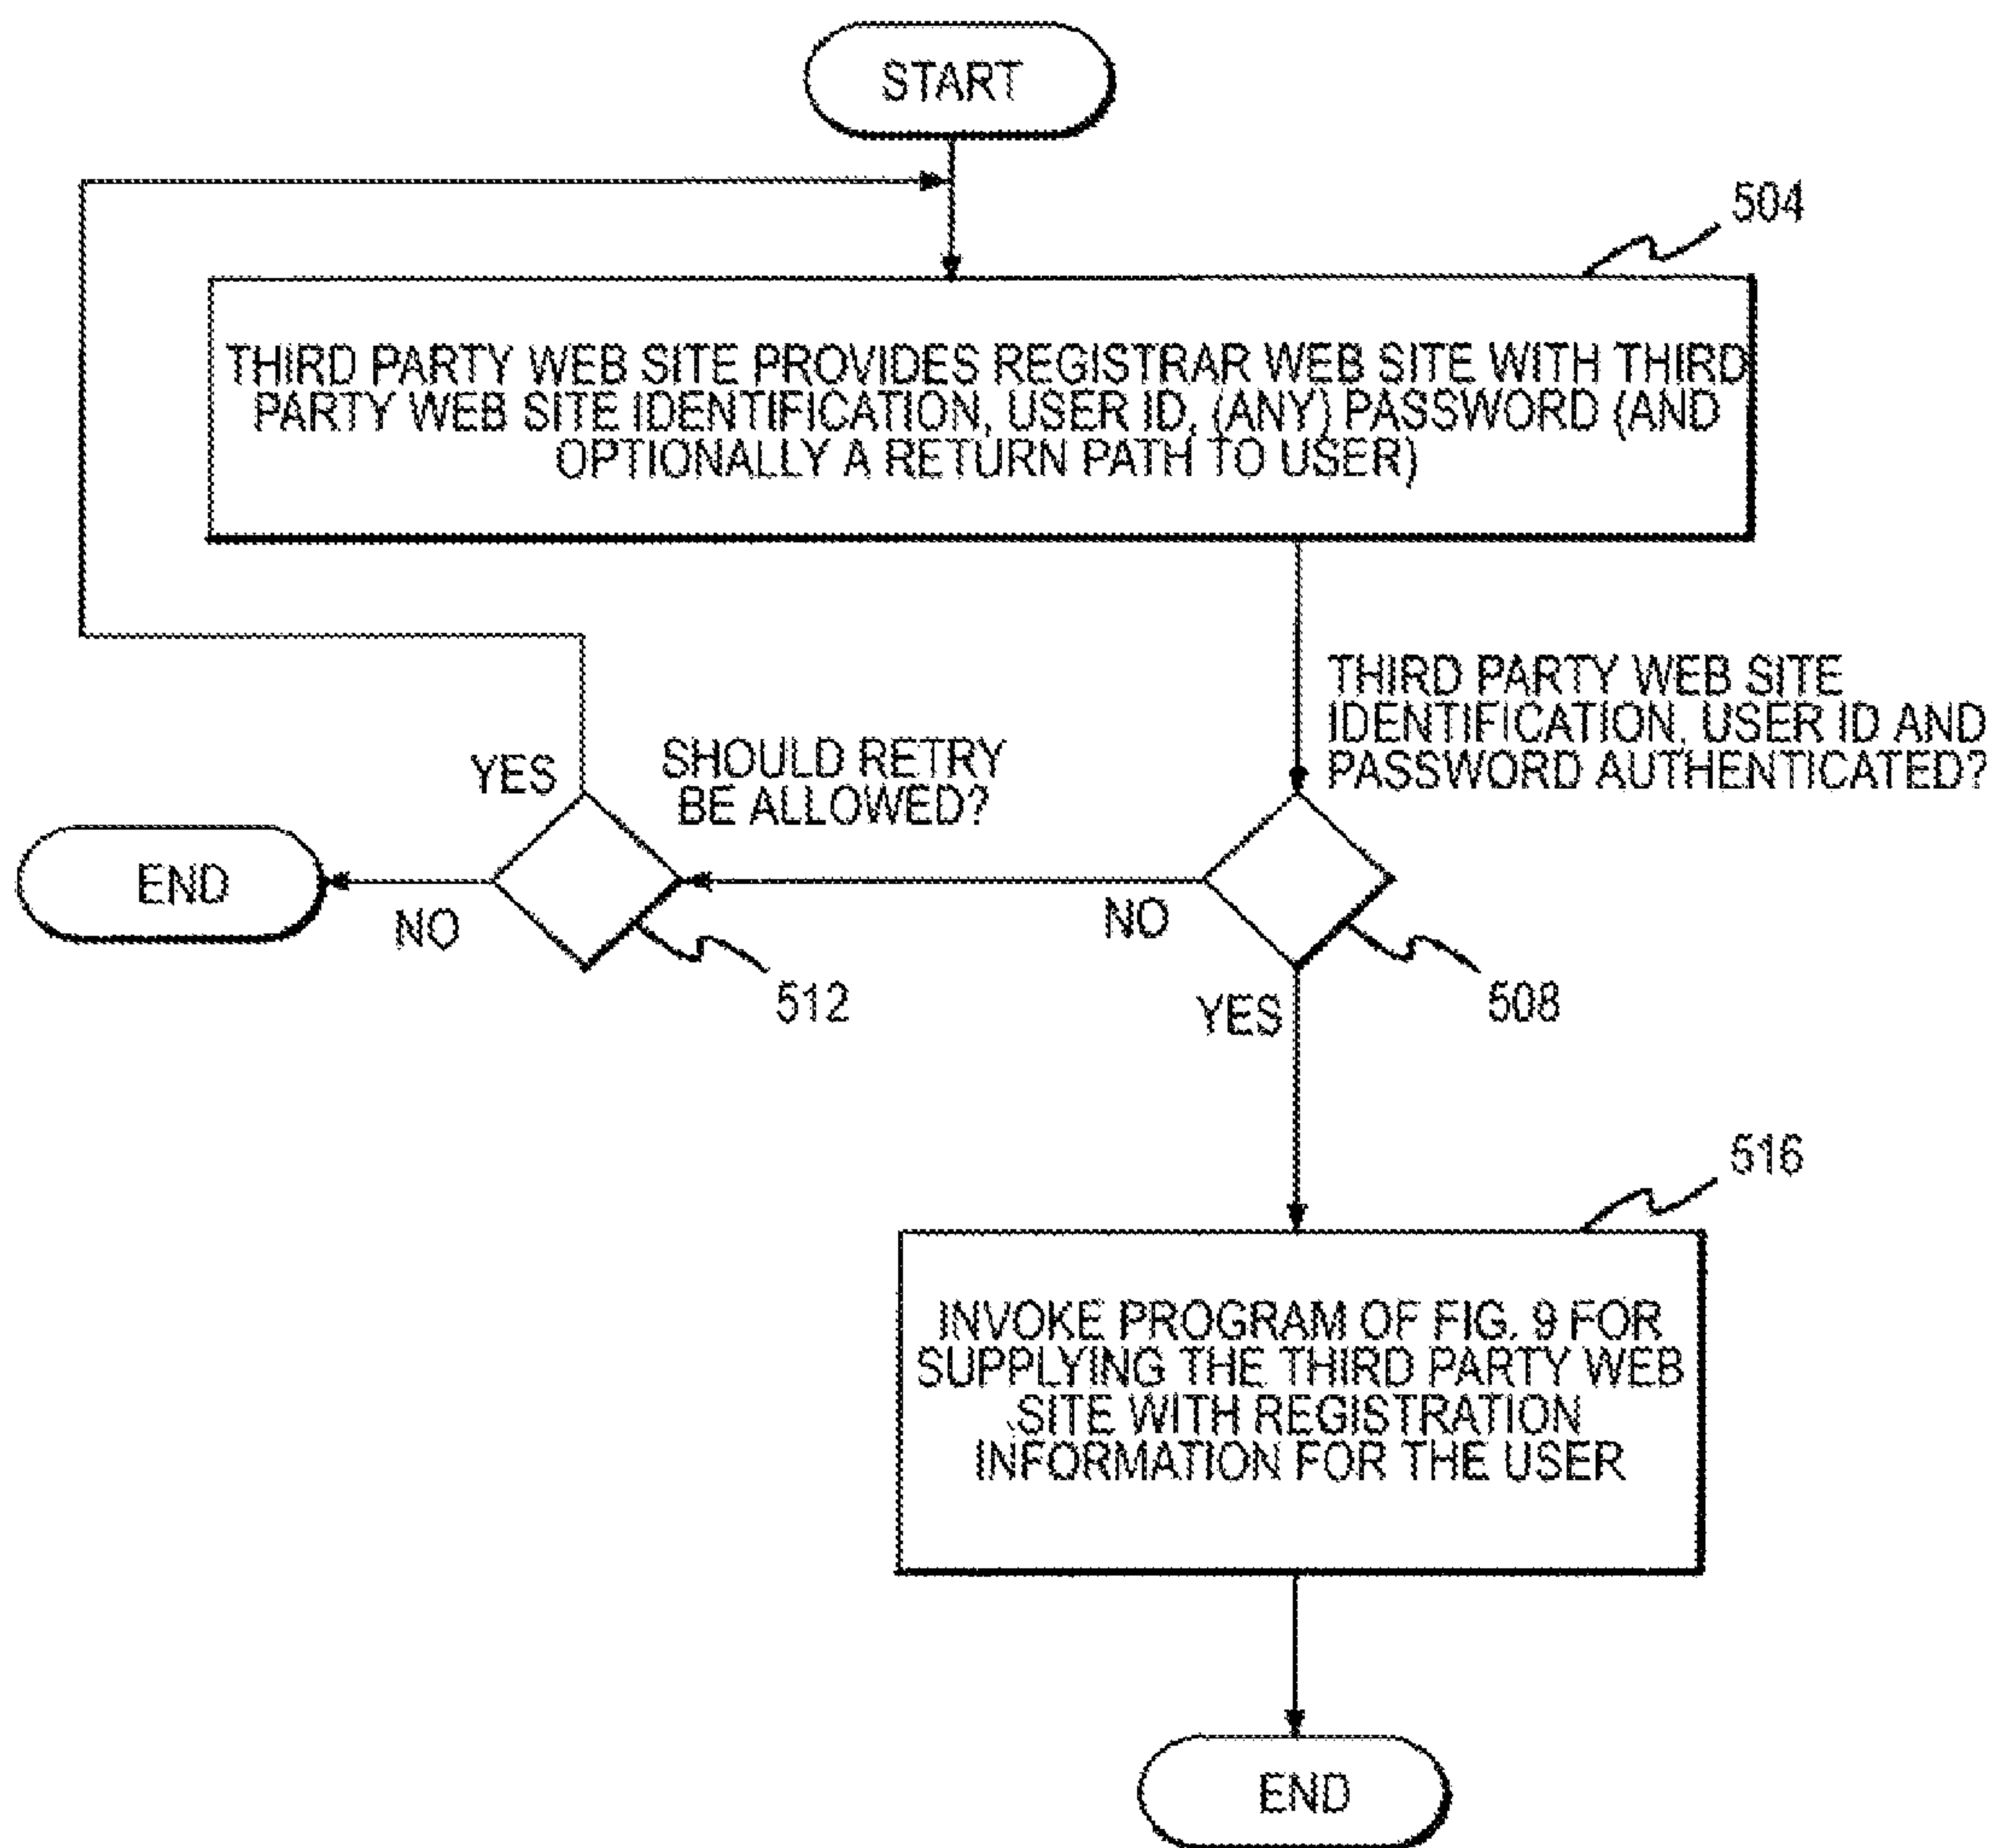 START
504
THIRD PARTY WEB SITE PROVIDES REGISTRAR WEB SITE WITH THIRD
PARTY WEB SITE IDENTIFICATION, USER ID, (ANY) PASSWORD (AND
OPTIONALLY A RETURN PATH TO USER)
THIRD PARTY WEB SITE
IDENTIFICATION, USER ID AND
PASSWORD AUTHENTICATED?
SHOULD RETRY
BE ALLOWED?
YES
END
NO
NO
512
508
YES
516
INVOKE PROGRAM OF FIG. 9 FOR
SUPPLYING THE THIRD PARTY WEB
SITE WITH REGISTRATION
INFORMATION FOR THE USER
END